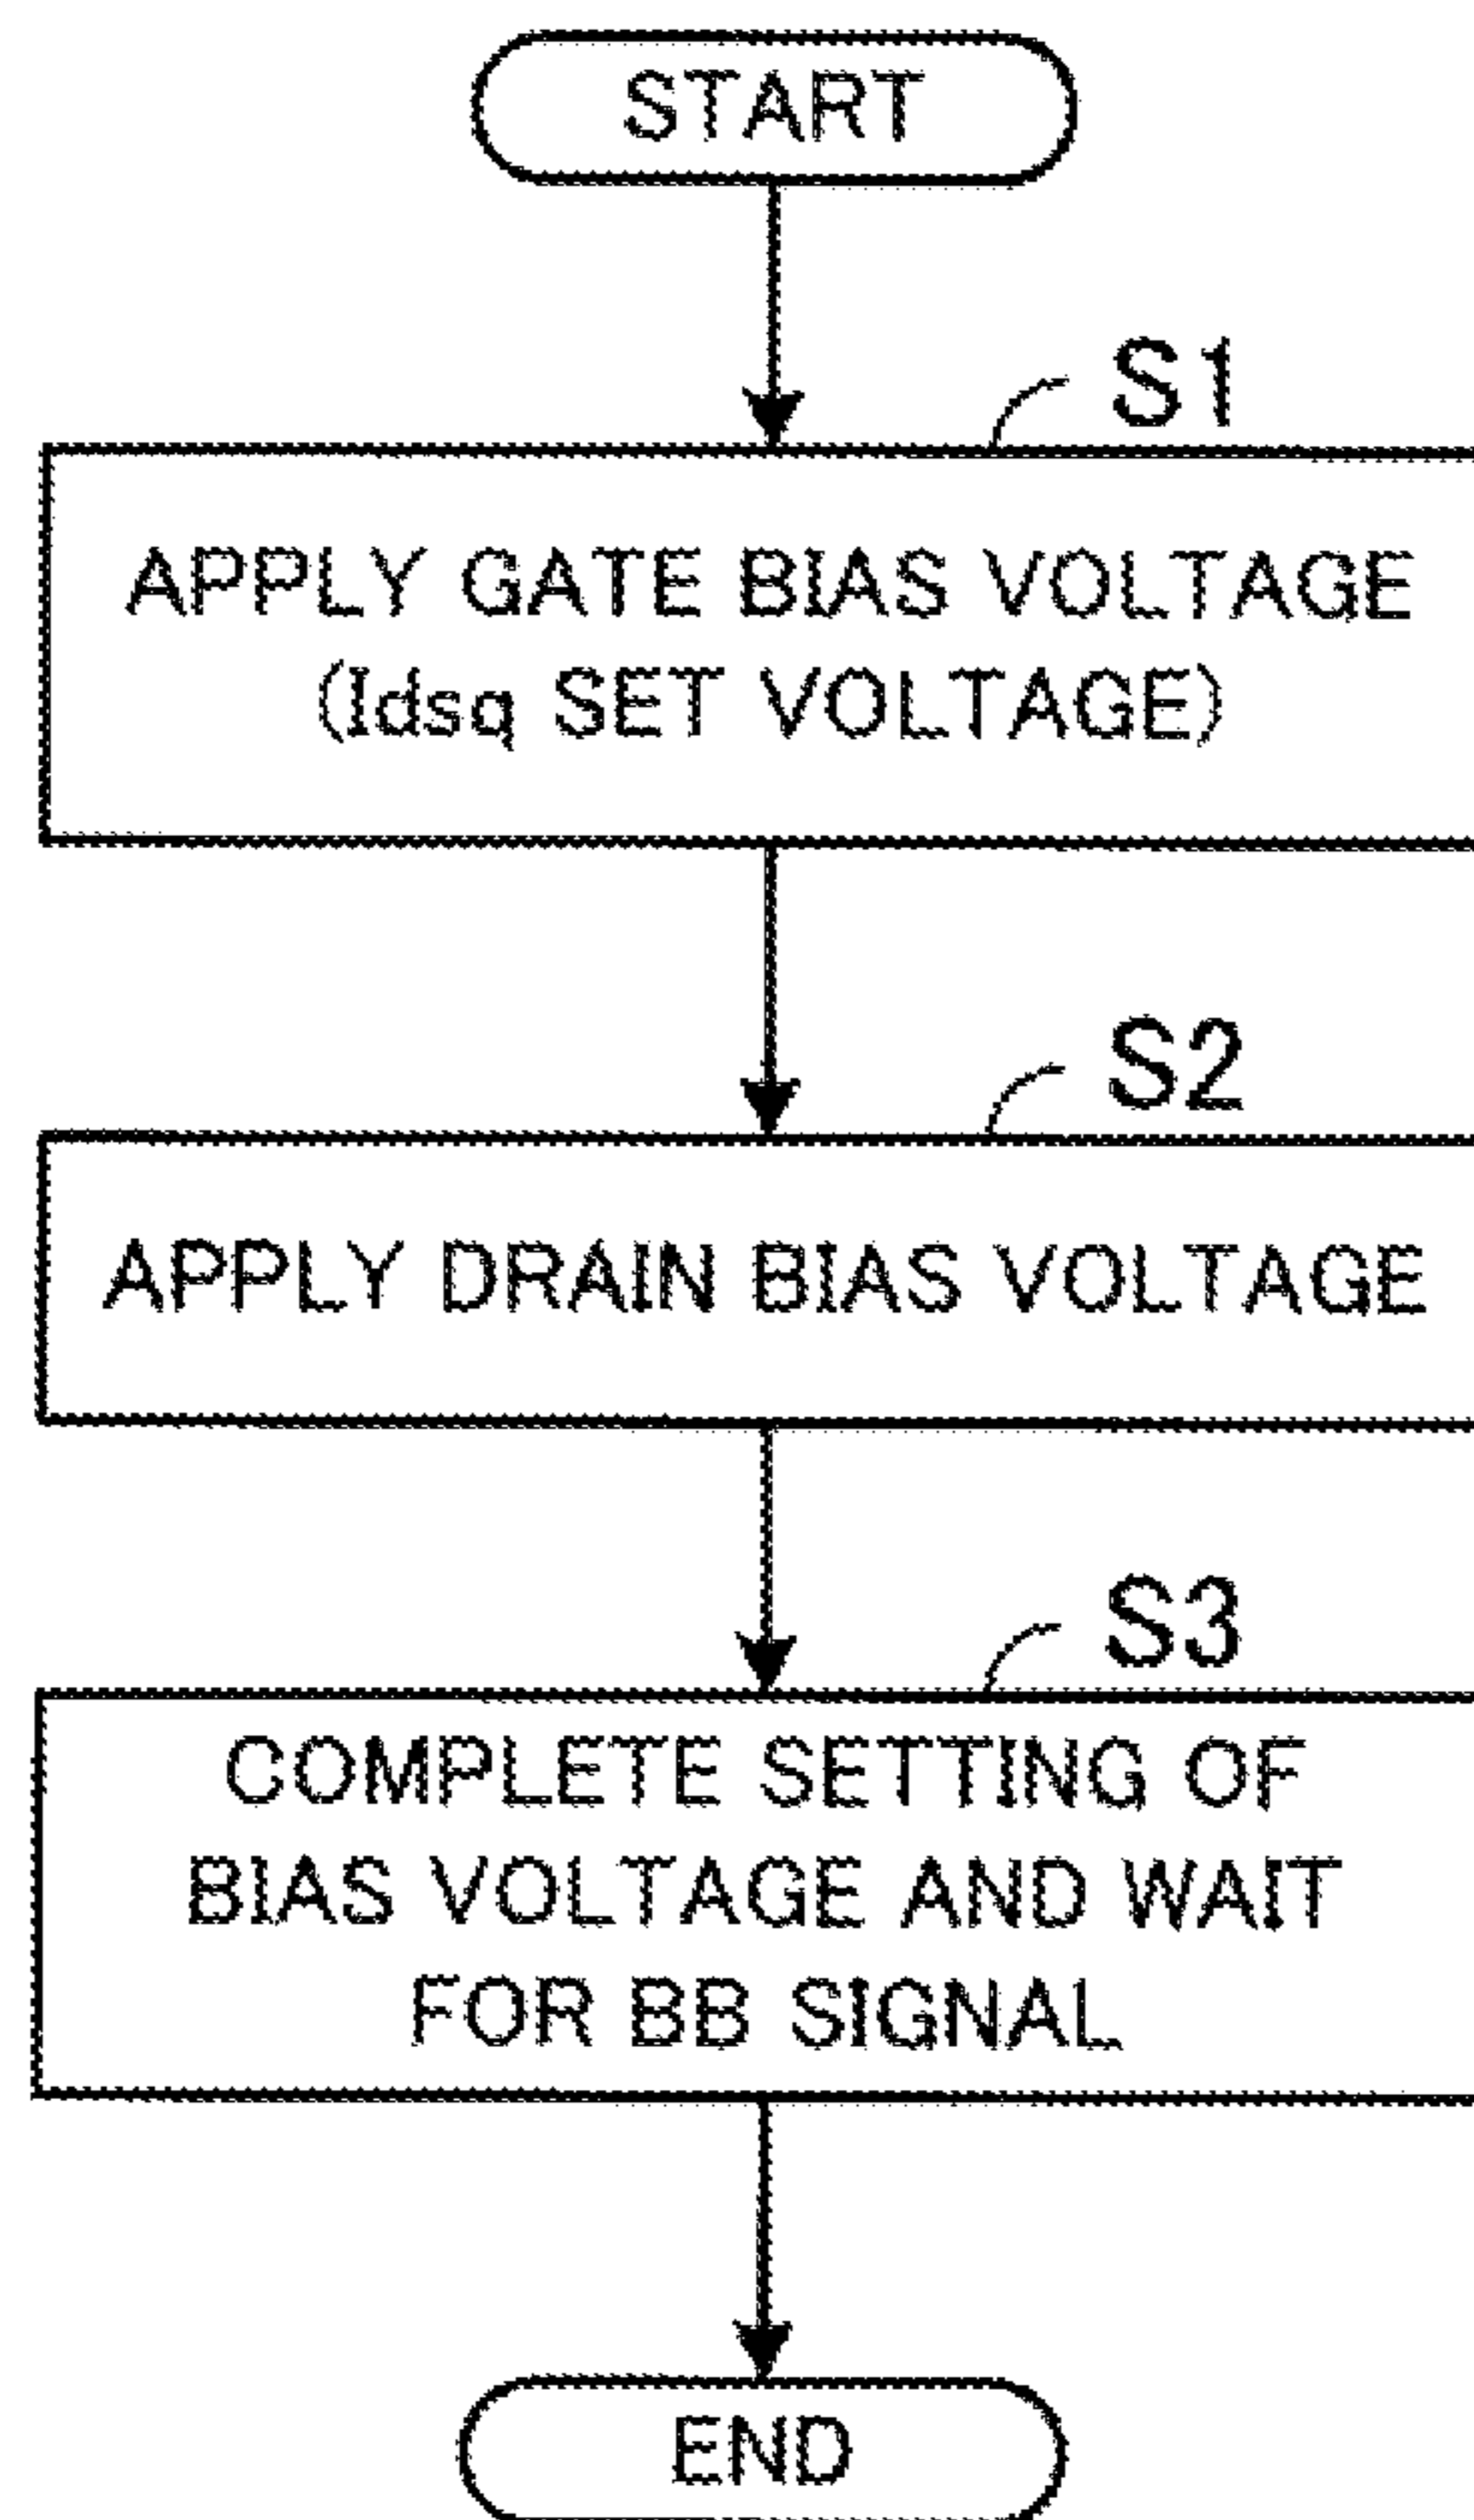 START
S1
APPLY GATE BIAS VOLTAGE
(Idsq SET VOLTAGE)
S2
APPLY DRAIN BIAS VOLTAGE
S3
COMPLETE SETTING OF
BIAS VOLTAGE AND WAIT
FOR BB SIGNAL
END